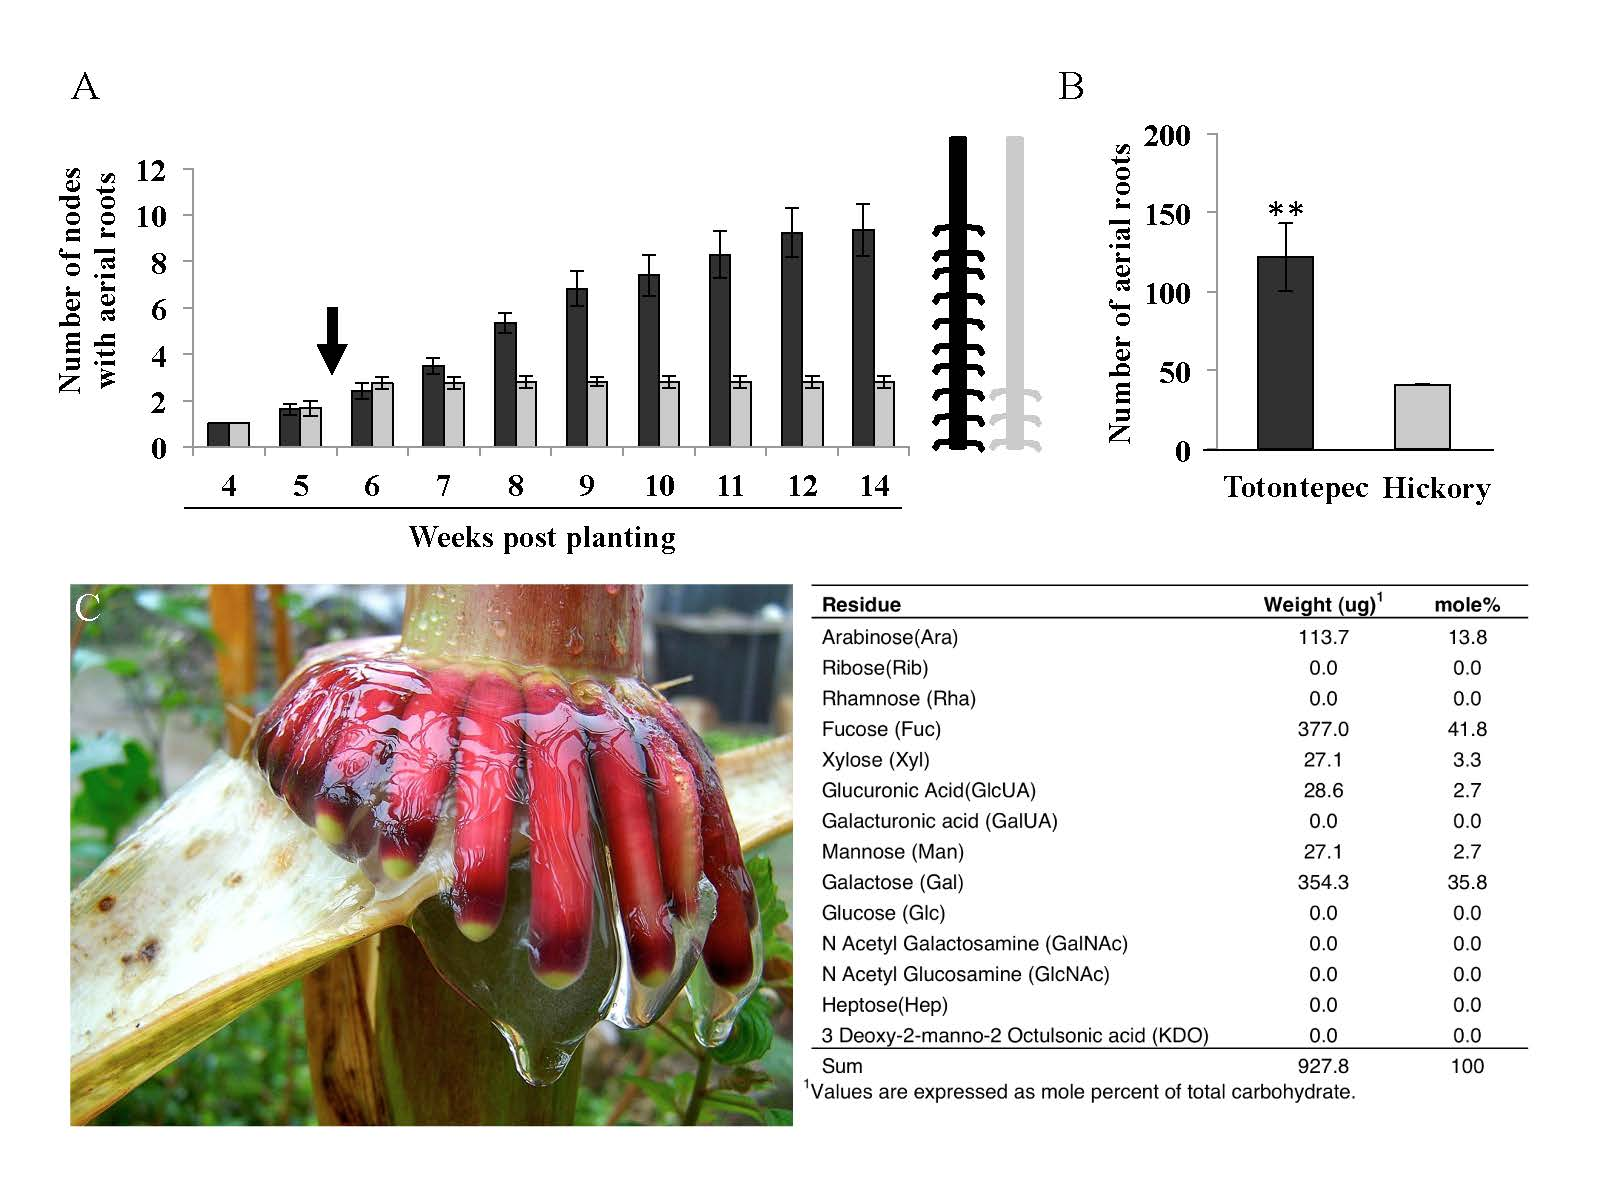 A
Number of nodes
with aerial roots
12
10
8
6
4
2
0
4 5 6 7 8 9 10 11 12 14
Weeks post planting
B
Number of aerial roots
200
150
100
50
0
**
Totontepec Hickory
C
Residue Weight (ug)1 mole%
Arabinose(Ara) 113.7 13.8
Ribose(Rib) 0.0 0.0
Rhamnose (Rha) 0.0 0.0
Fucose (Fuc) 377.0 41.8
Xylose (Xyl) 27.1 3.3
Glucuronic Acid(GlcUA) 28.6 2.7
Galacturonic acid (GalUA) 0.0 0.0
Mannose (Man) 27.1 2.7
Galactose (Gal) 354.3 35.8
Glucose (Glc) 0.0 0.0
N Acetyl Galactosamine (GalNAc) 0.0 0.0
N Acetyl Glucosamine (GlcNAc) 0.0 0.0
Heptose(Hep) 0.0 0.0
3 Deoxy-2-manno-2 Octulsonic acid (KDO) 0.0 0.0
Sum 927.8 100
1Values are expressed as mole percent of total carbohydrate.